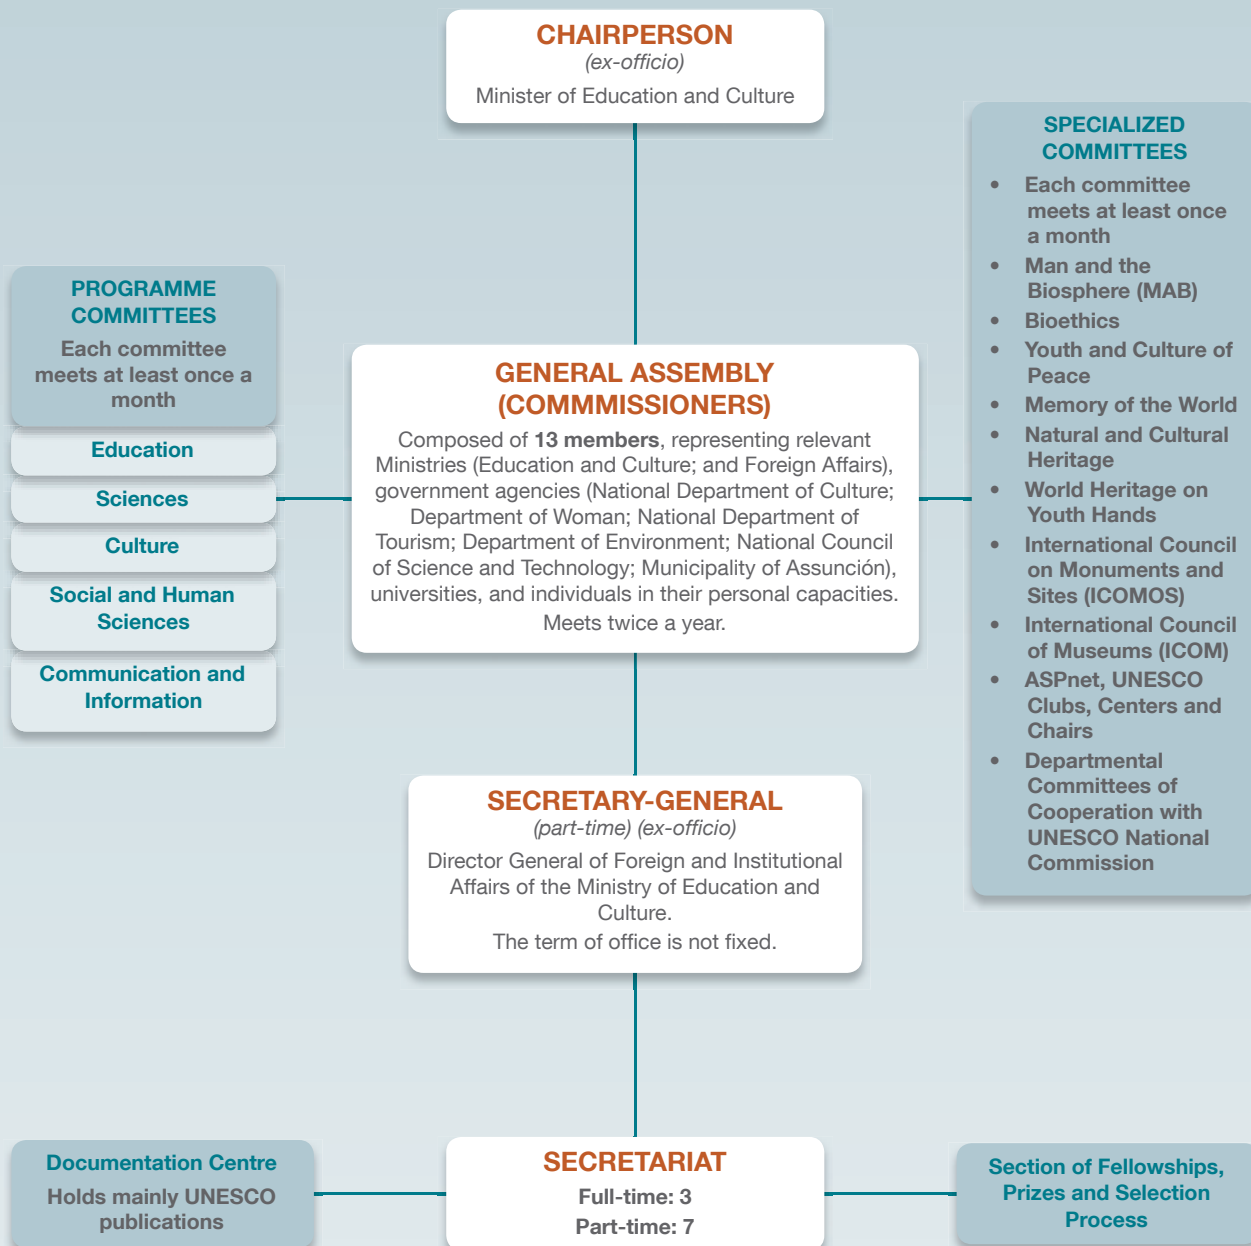 CHAIRPERSON
(ex-officio)
Minister of Education and Culture
SPECIALIZED
COMMITTEES
• Each committee
meets at least once
a month
• Man and the
Biosphere (MAB)
• Bioethics
• Youth and Culture of
Peace
• Memory of the World
• Natural and Cultural
Heritage
• World Heritage on
Youth Hands
• International Council
on Monuments and
Sites (ICOMOS)
• International Council
of Museums (ICOM)
• ASPnet, UNESCO
Clubs, Centers and
Chairs
• Departmental
Committees of
Cooperation with
UNESCO National
Commission
PROGRAMME
COMMITTEES
Each committee
meets at least once a
month
Education
Sciences
Culture
Social and Human
Sciences
Communication and
Information
GENERAL ASSEMBLY
(COMMMISSIONERS)
Composed of 13 members, representing relevant
Ministries (Education and Culture; and Foreign Affairs),
government agencies (National Department of Culture;
Department of Woman; National Department of
Tourism; Department of Environment; National Council
of Science and Technology; Municipality of Assunción),
universities, and individuals in their personal capacities.
Meets twice a year.
SECRETARY-GENERAL
(part-time) (ex-officio)
Director General of Foreign and Institutional
Affairs of the Ministry of Education and
Culture.
The term of office is not fixed.
Documentation Centre
Holds mainly UNESCO
publications
SECRETARIAT
Full-time: 3
Part-time: 7
Section of Fellowships,
Prizes and Selection
Process